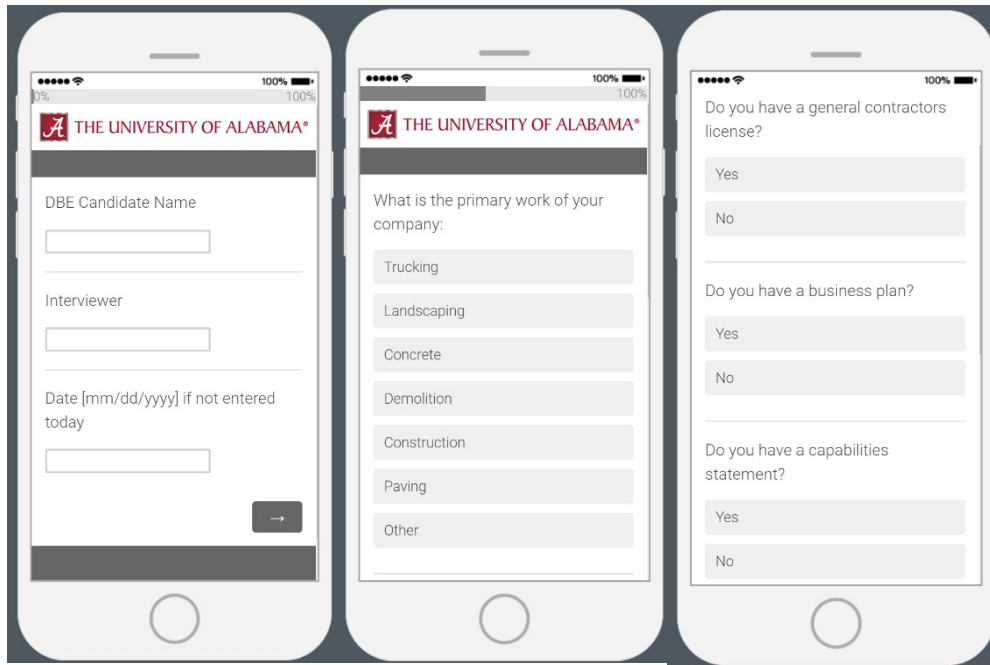 100%
0% 100%
A THE UNIVERSITY OF ALABAMA®
DBE Candidate Name
Interviewer
Date [mm/dd/yyyy] if not entered
today
→
100%
100%
A THE UNIVERSITY OF ALABAMA®
What is the primary work of your
company:
Trucking
Landscaping
Concrete
Demolition
Construction
Paving
Other
100%
Do you have a general contractors
license?
Yes
No
Do you have a business plan?
Yes
No
Do you have a capabilities
statement?
Yes
No